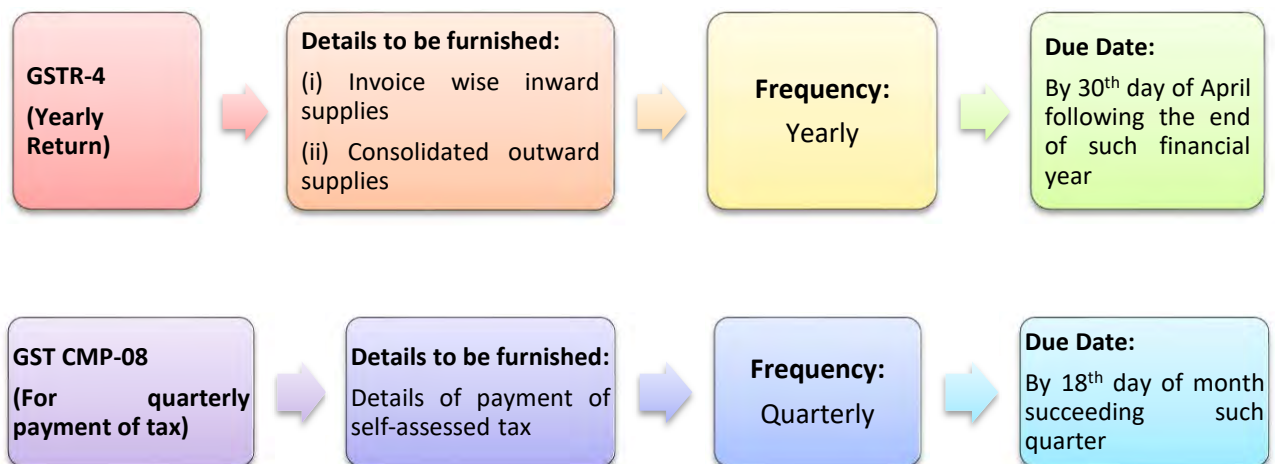 GSTR-4
(Yearly
Return)
Details to be furnished:
(i) Invoice wise inward
supplies
(ii) Consolidated outward
supplies
Frequency:
Yearly
Due Date:
By 30th day of April
following the end
of such financial
year
GST CMP-08
(For quarterly
payment of tax)
Details to be furnished:
Details of payment of
self-assessed tax
Frequency:
Quarterly
Due Date:
By 18th day of month
succeeding such
quarter